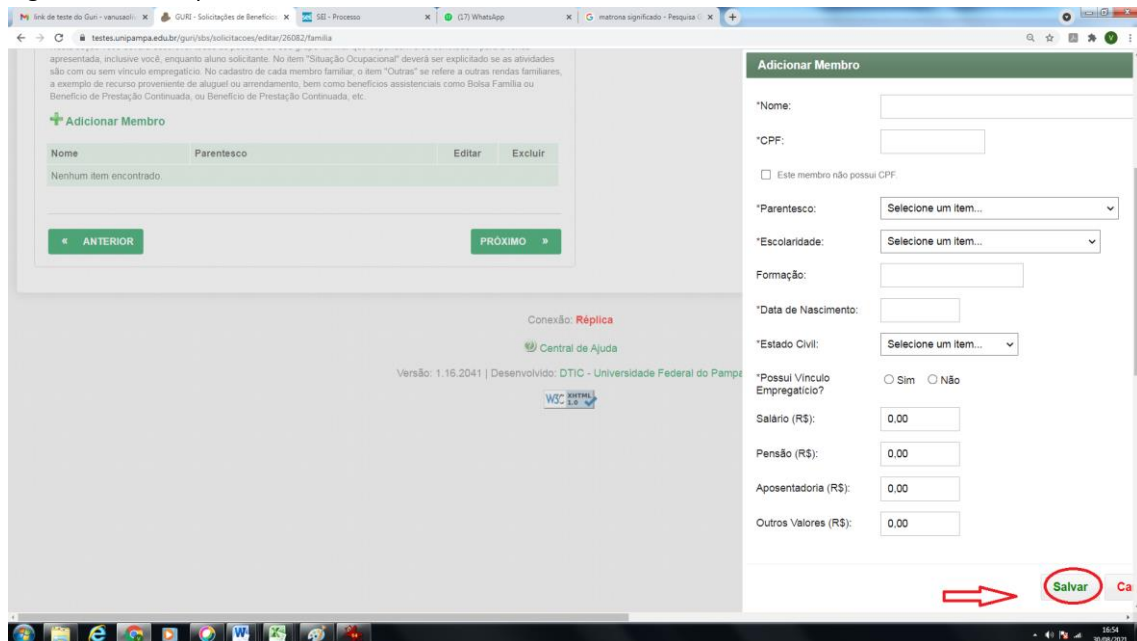 link de teste do Guri - vanusaoli
GURI - Solicitações de Benefício
SEI - Processo
(17) WhatsApp
matrona significado - Pesquisa
testes.unipampa.edu.br/guri/sbs/solicitacoes/editar/26082/familia
apresentada, inclusive você, enquanto aluno solicitante. No item "Situação Ocupacional" deverá ser explicitado se as atividades
são com ou sem vínculo empregatício. No cadastro de cada membro familiar, o item "Outras" se refere a outras rendas familiares,
a exemplo de recurso proveniente de aluguel ou arrendamento, bem como benefícios assistenciais como Bolsa Família ou
Benefício de Prestação Continuada, ou Benefício de Prestação Continuada, etc.
Adicionar Membro
Nome Parentesco Editar Excluir
Nenhum item encontrado.
« ANTERIOR
PRÓXIMO »
Conexão: Réplica
Central de Ajuda
Versão: 1.16.2041 | Desenvolvido: DTIC - Universidade Federal do Pampa
W3C XHTML 1.0
Adicionar Membro
*Nome:
*CPF:
Este membro não possui CPF.
*Parentesco: Selecione um item...
*Escolaridade: Selecione um item...
Formação:
*Data de Nascimento:
*Estado Civil: Selecione um item...
*Possui Vínculo
Empregatício? Sim Não
Salário (R$): 0,00
Pensão (R$): 0,00
Aposentadoria (R$): 0,00
Outros Valores (R$): 0,00
Salvar Ca
16:54
30/08/2021